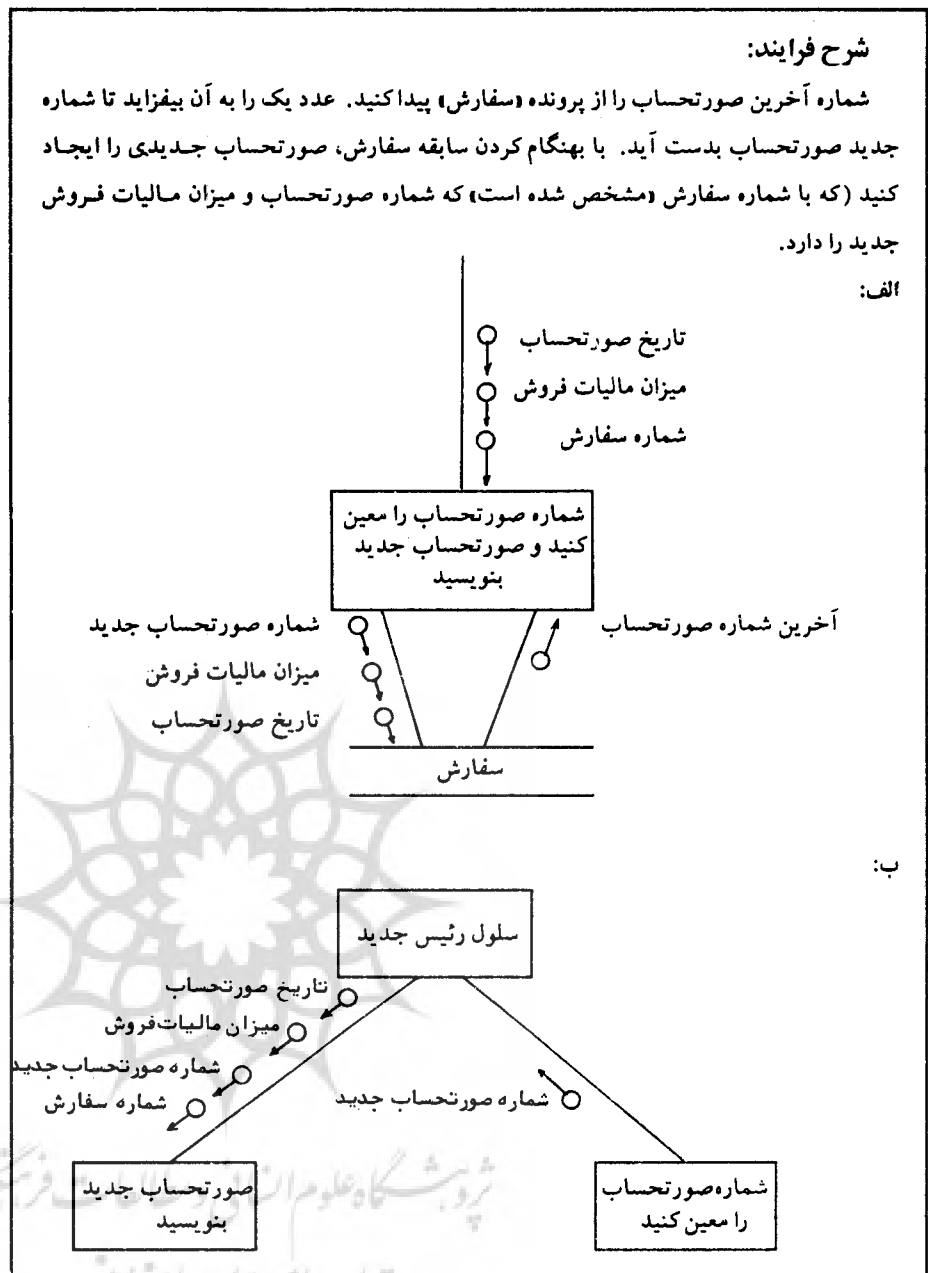 شرح فرایند:
شماره آخرین صورتحساب را از پرونده «سفارش» پیدا کنید. عدد یک را به آن بیفزاید تا شماره
جدید صورتحساب بدست آید. با بهنگام کردن سابقه سفارش، صورتحساب جدیدی را ایجاد
کنید (که با شماره سفارش «مشخص شده است» که شماره صورتحساب و میزان مالیات فروش
جدید را دارد.
الف:
تاریخ صورتحساب
میزان مالیات فروش
شماره سفارش
شماره صورتحساب را معین
کنید و صورتحساب جدید
بنویسید
آخرین شماره صورتحساب
شماره صورتحساب جدید
میزان مالیات فروش
تاریخ صورتحساب
سفارش
ب:
سلول رئیس جدید
تاریخ صورتحساب
میزان مالیات فروش
شماره صورتحساب جدید
شماره سفارش
شماره صورتحساب جدید
شماره صورتحساب
را معین کنید
صورتحساب جدید
بنویسید
پژوهشگاه علوم انسانی و مطالعات